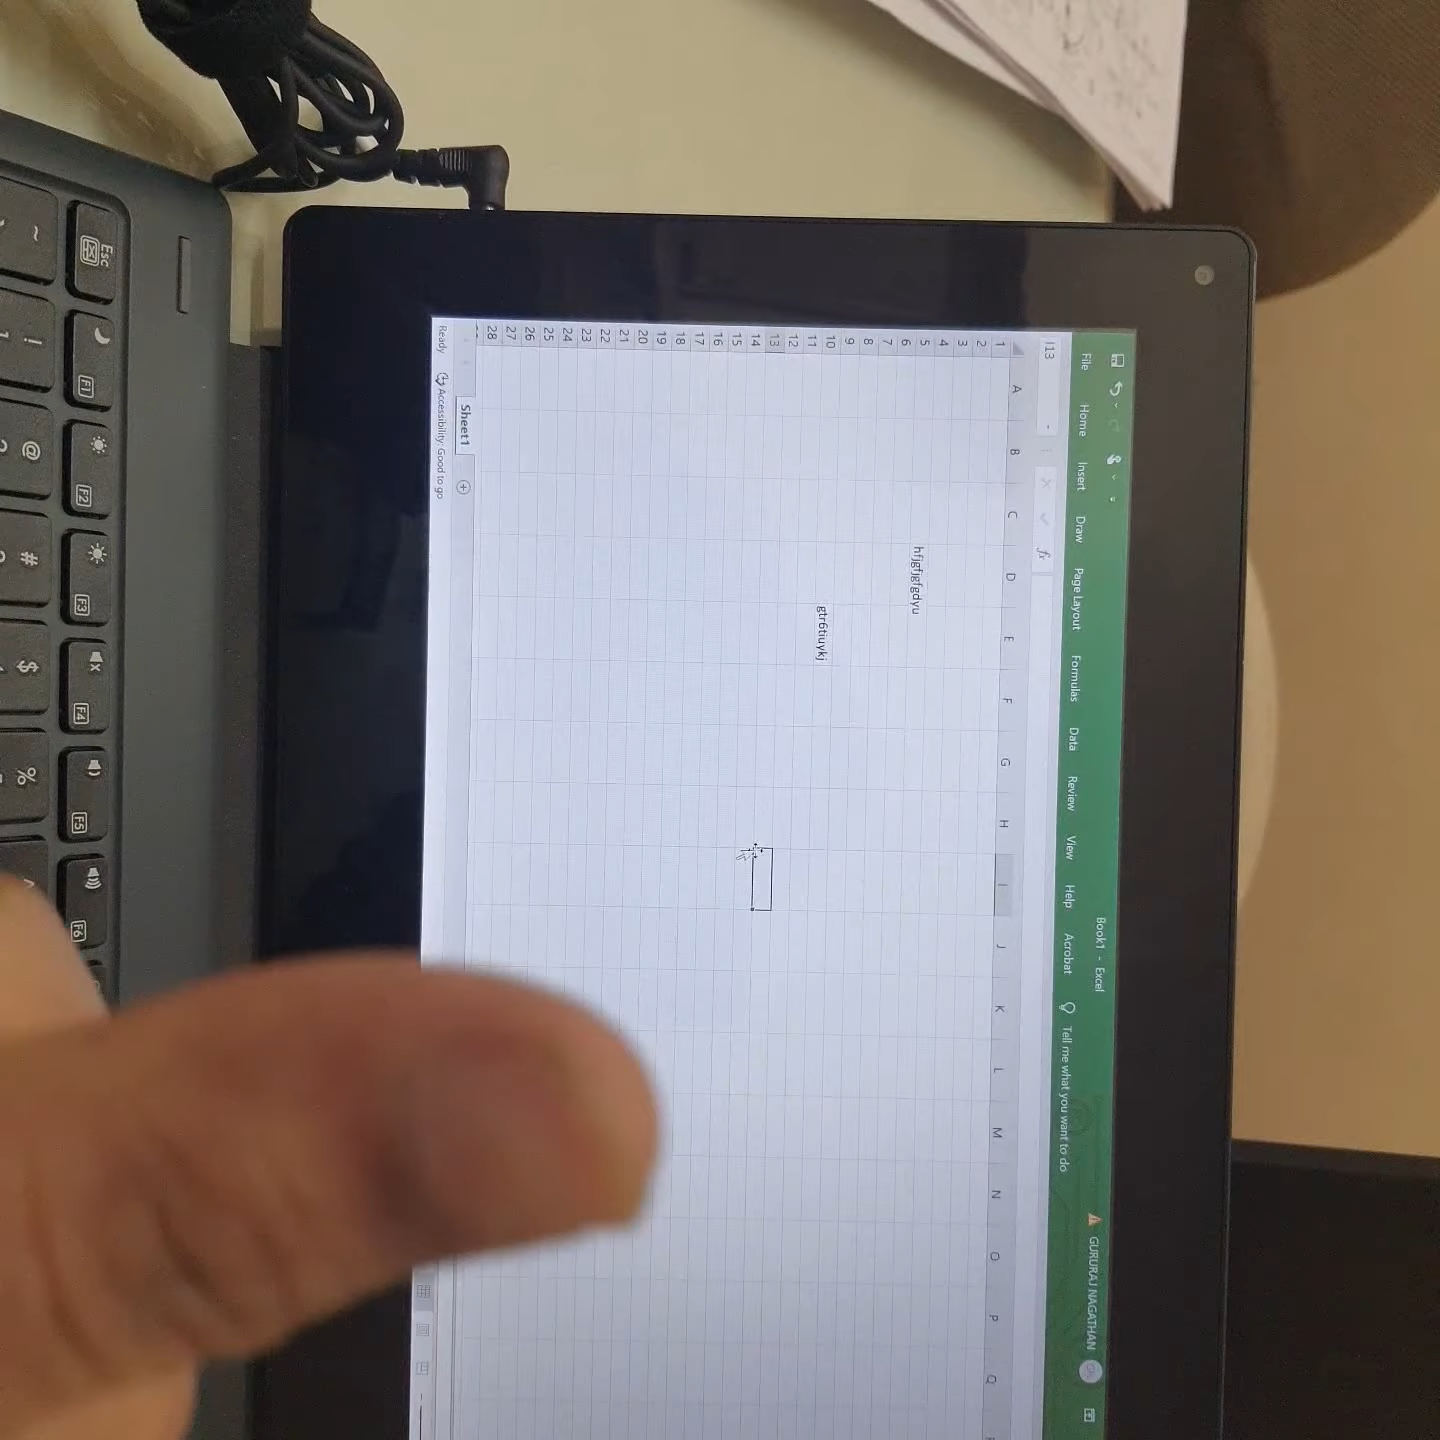 Book1 - Excel
GURURAJ NAGATHAN
File Home Insert Draw Page Layout Formulas Data Review View Help Acrobat Tell me what you want to do
I13
fx
A B C D E F G H I J K L M N O P Q
1
2
3
4
5 hfjgfjgfgdyu
6
7
8
9
10 gtr6tiuykj
11
12
13
14
15
16
17
18
19
20
21
22
23
24
25
26
27
28
Sheet1
Ready Accessibility: Good to go
Esc F1 F2 F3 F4 F5 F6
~ ! @ # $ %